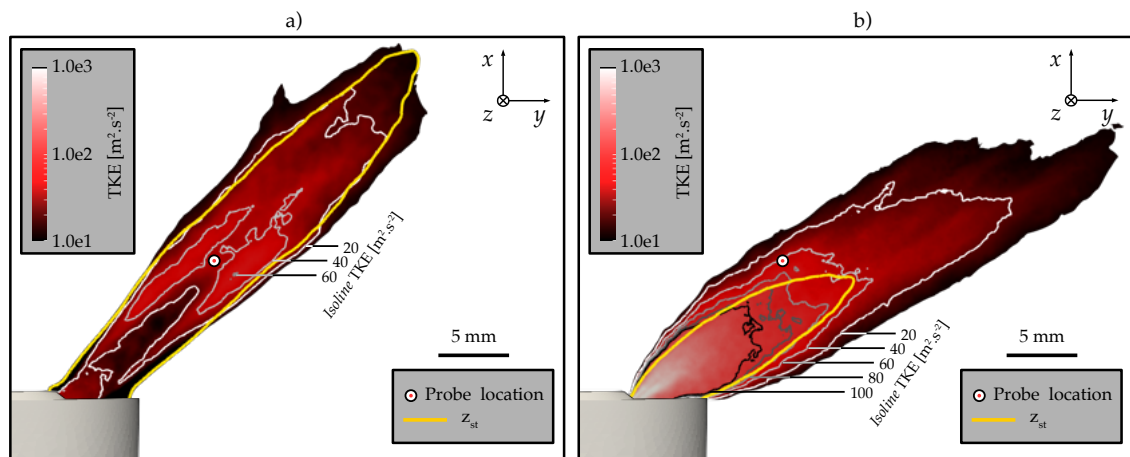 a)
1.0e3
1.0e2
1.0e1
TKE [m².s⁻²]
x
z
y
20
40
60
Isoline TKE [m².s⁻²]
5 mm
Probe location
z_st
b)
1.0e3
1.0e2
1.0e1
TKE [m².s⁻²]
x
z
y
20
40
60
80
100
Isoline TKE [m².s⁻²]
5 mm
Probe location
z_st